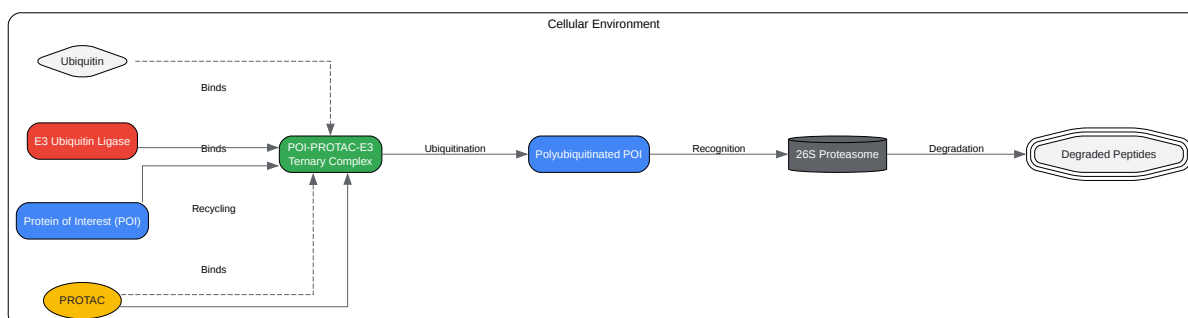 Cellular Environment
Ubiquitin
Binds
E3 Ubiquitin Ligase
Binds
POI-PROTAC-E3
Ternary Complex
Ubiquitination
Polyubiquitinated POI
Recognition
26S Proteasome
Degradation
Degraded Peptides
Protein of Interest (POI)
Recycling
Binds
PROTAC